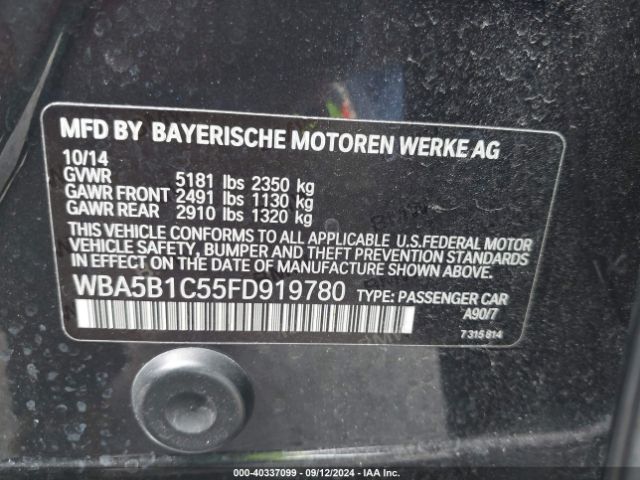 MFD BY BAYERISCHE MOTOREN WERKE AG
10/14
GVWR 5181 lbs 2350 kg
GAWR FRONT 2491 lbs 1130 kg
GAWR REAR 2910 lbs 1320 kg
THIS VEHICLE CONFORMS TO ALL APPLICABLE U.S.FEDERAL MOTOR
VEHICLE SAFETY, BUMPER AND THEFT PREVENTION STANDARDS
IN EFFECT ON THE DATE OF MANUFACTURE SHOWN ABOVE.
WBA5B1C55FD919780 TYPE: PASSENGER CAR
A90/7
7 315 814
000-40337099 - 09/12/2024 - IAA Inc.